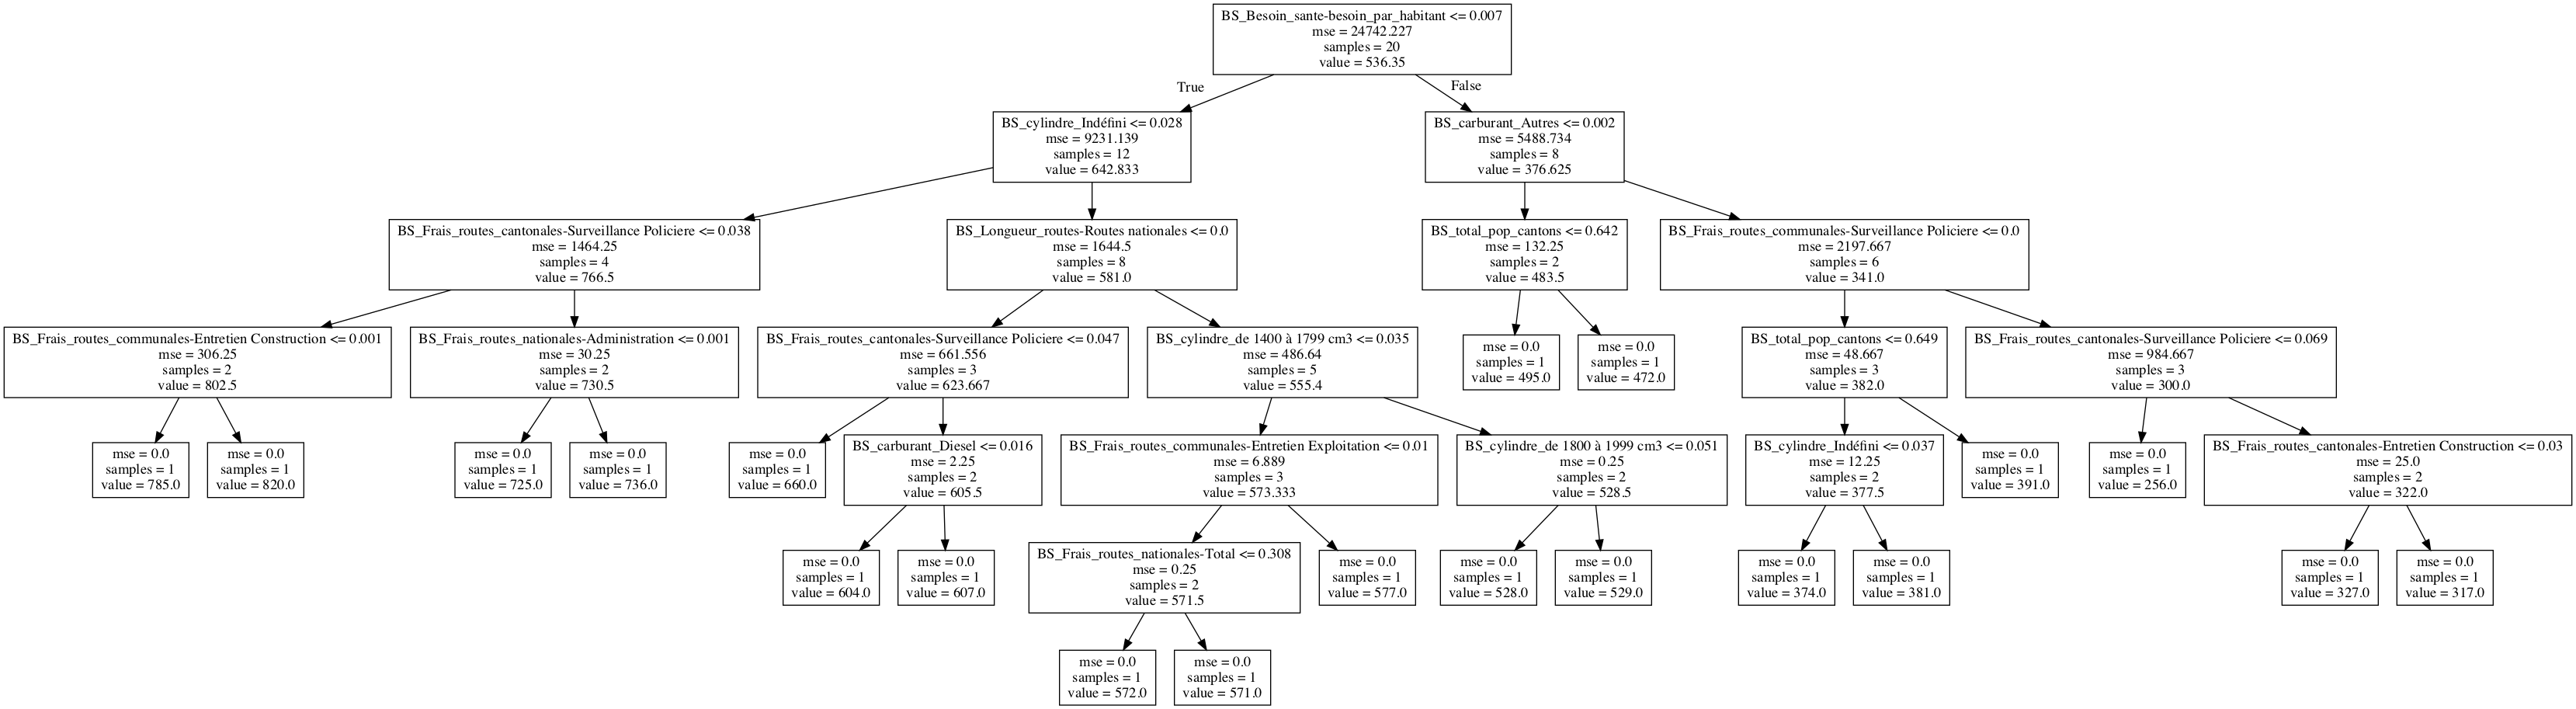 BS_Besoin_sante-besoin_par_habitant <= 0.007
mse = 24742.227
samples = 20
value = 536.35
True
False
BS_cylindre_Indéfini <= 0.028
mse = 9231.139
samples = 12
value = 642.833
BS_carburant_Autres <= 0.002
mse = 5488.734
samples = 8
value = 376.625
BS_Frais_routes_cantonales-Surveillance Policiere <= 0.038
mse = 1464.25
samples = 4
value = 766.5
BS_Longueur_routes-Routes nationales <= 0.0
mse = 1644.5
samples = 8
value = 581.0
BS_total_pop_cantons <= 0.642
mse = 132.25
samples = 2
value = 483.5
BS_Frais_routes_communales-Surveillance Policiere <= 0.0
mse = 2197.667
samples = 6
value = 341.0
BS_Frais_routes_communales-Entretien Construction <= 0.001
mse = 306.25
samples = 2
value = 802.5
BS_Frais_routes_nationales-Administration <= 0.001
mse = 30.25
samples = 2
value = 730.5
BS_Frais_routes_cantonales-Surveillance Policiere <= 0.047
mse = 661.556
samples = 3
value = 623.667
BS_cylindre_de 1400 à 1799 cm3 <= 0.035
mse = 486.64
samples = 5
value = 555.4
mse = 0.0
samples = 1
value = 495.0
mse = 0.0
samples = 1
value = 472.0
BS_total_pop_cantons <= 0.649
mse = 48.667
samples = 3
value = 382.0
BS_Frais_routes_cantonales-Surveillance Policiere <= 0.069
mse = 984.667
samples = 3
value = 300.0
mse = 0.0
samples = 1
value = 785.0
mse = 0.0
samples = 1
value = 820.0
mse = 0.0
samples = 1
value = 725.0
mse = 0.0
samples = 1
value = 736.0
mse = 0.0
samples = 1
value = 660.0
BS_carburant_Diesel <= 0.016
mse = 2.25
samples = 2
value = 605.5
BS_Frais_routes_communales-Entretien Exploitation <= 0.01
mse = 6.889
samples = 3
value = 573.333
BS_cylindre_de 1800 à 1999 cm3 <= 0.051
mse = 0.25
samples = 2
value = 528.5
BS_cylindre_Indéfini <= 0.037
mse = 12.25
samples = 2
value = 377.5
mse = 0.0
samples = 1
value = 391.0
mse = 0.0
samples = 1
value = 256.0
BS_Frais_routes_cantonales-Entretien Construction <= 0.03
mse = 25.0
samples = 2
value = 322.0
mse = 0.0
samples = 1
value = 604.0
mse = 0.0
samples = 1
value = 607.0
BS_Frais_routes_nationales-Total <= 0.308
mse = 0.25
samples = 2
value = 571.5
mse = 0.0
samples = 1
value = 577.0
mse = 0.0
samples = 1
value = 528.0
mse = 0.0
samples = 1
value = 529.0
mse = 0.0
samples = 1
value = 374.0
mse = 0.0
samples = 1
value = 381.0
mse = 0.0
samples = 1
value = 327.0
mse = 0.0
samples = 1
value = 317.0
mse = 0.0
samples = 1
value = 572.0
mse = 0.0
samples = 1
value = 571.0